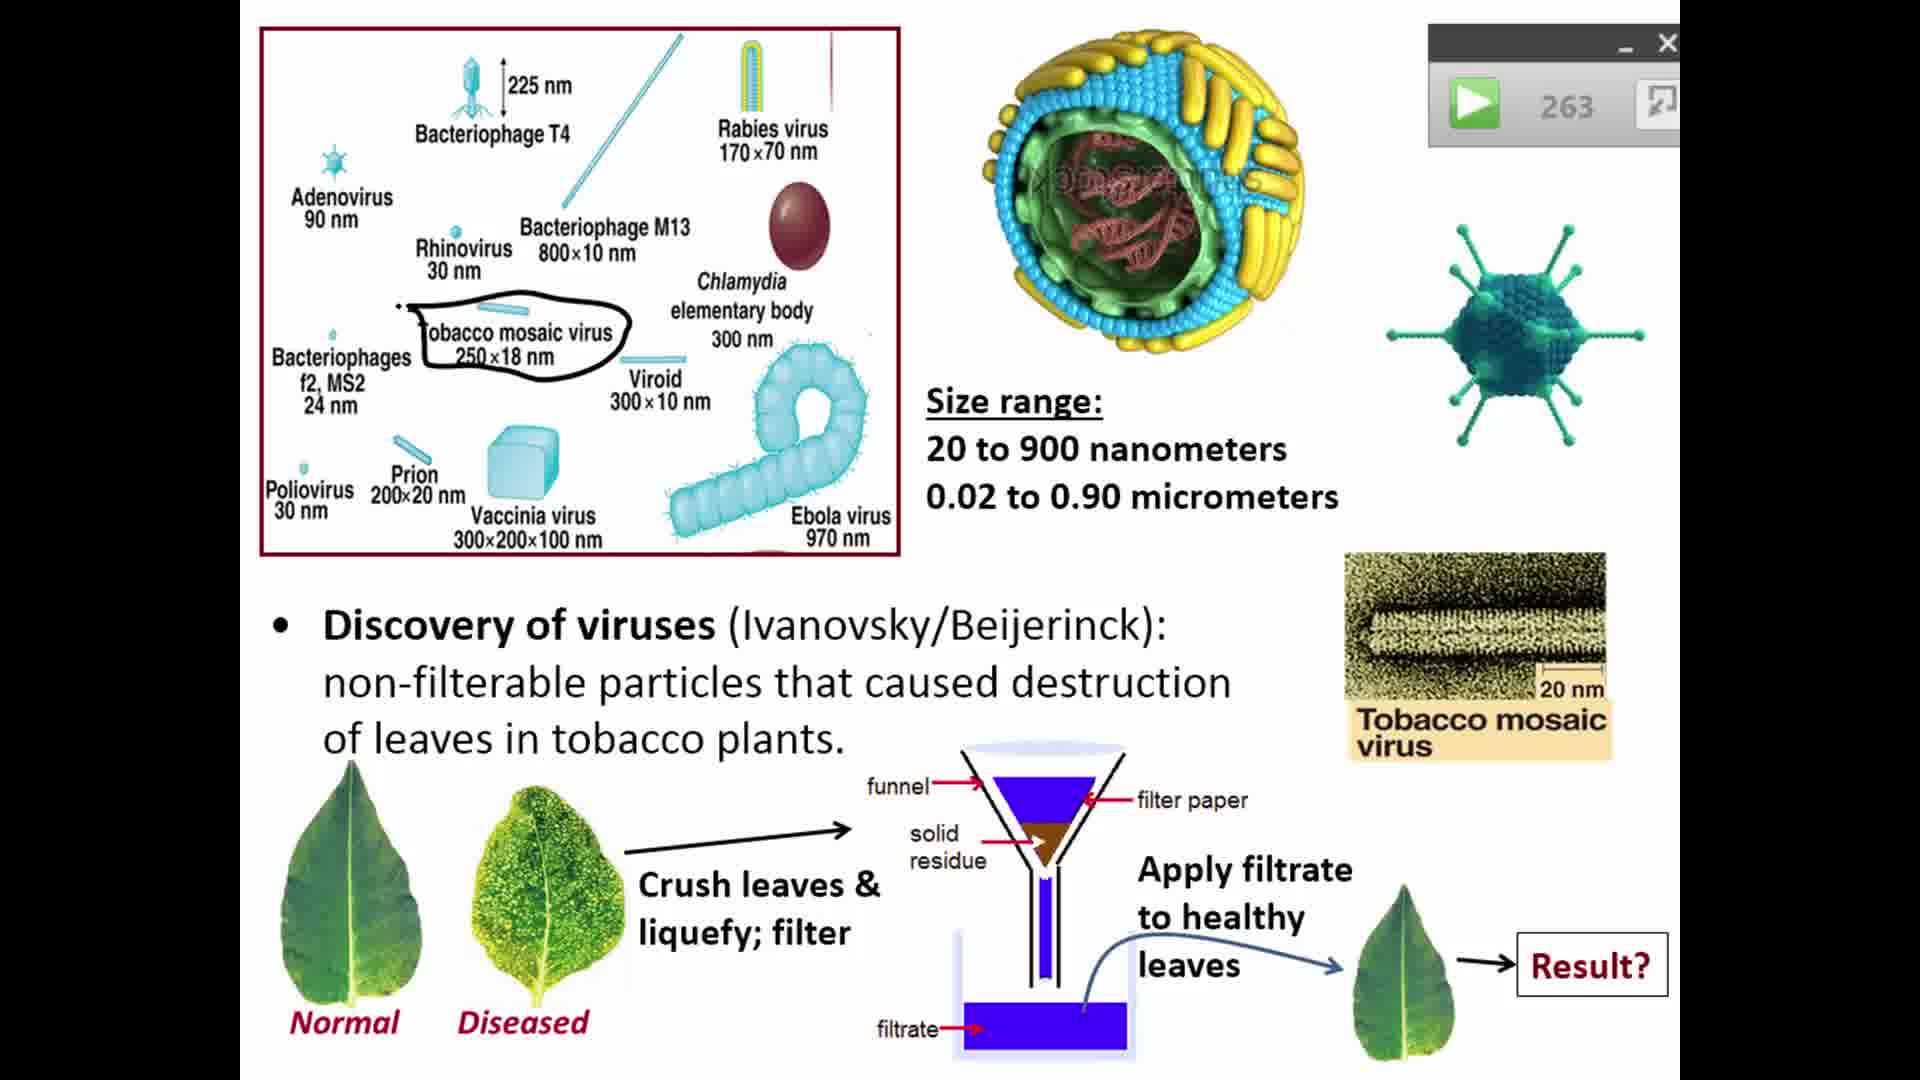 225 nm
Bacteriophage T4
Rabies virus
170×70 nm
Adenovirus
90 nm
Rhinovirus
30 nm
Bacteriophage M13
800×10 nm
Chlamydia
elementary body
300 nm
Tobacco mosaic virus
250×18 nm
Bacteriophages
f2, MS2
24 nm
Viroid
300×10 nm
Poliovirus
30 nm
Prion
200×20 nm
Vaccinia virus
300×200×100 nm
Ebola virus
970 nm
263
Size range:
20 to 900 nanometers
0.02 to 0.90 micrometers
20 nm
Tobacco mosaic
virus
• Discovery of viruses (Ivanovsky/Beijerinck):
non-filterable particles that caused destruction
of leaves in tobacco plants.
Normal
Diseased
Crush leaves &
liquefy; filter
funnel
filter paper
solid
residue
filtrate
Apply filtrate
to healthy
leaves
Result?